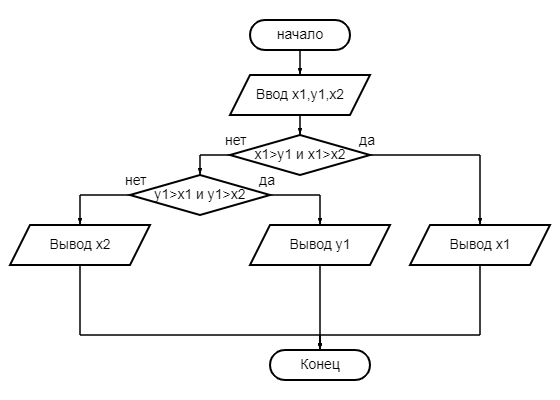 начало
Ввод x1,y1,x2
нет
да
x1>y1 и x1>x2
нет
да
y1>x1 и y1>x2
Вывод x2
Вывод y1
Вывод x1
Конец